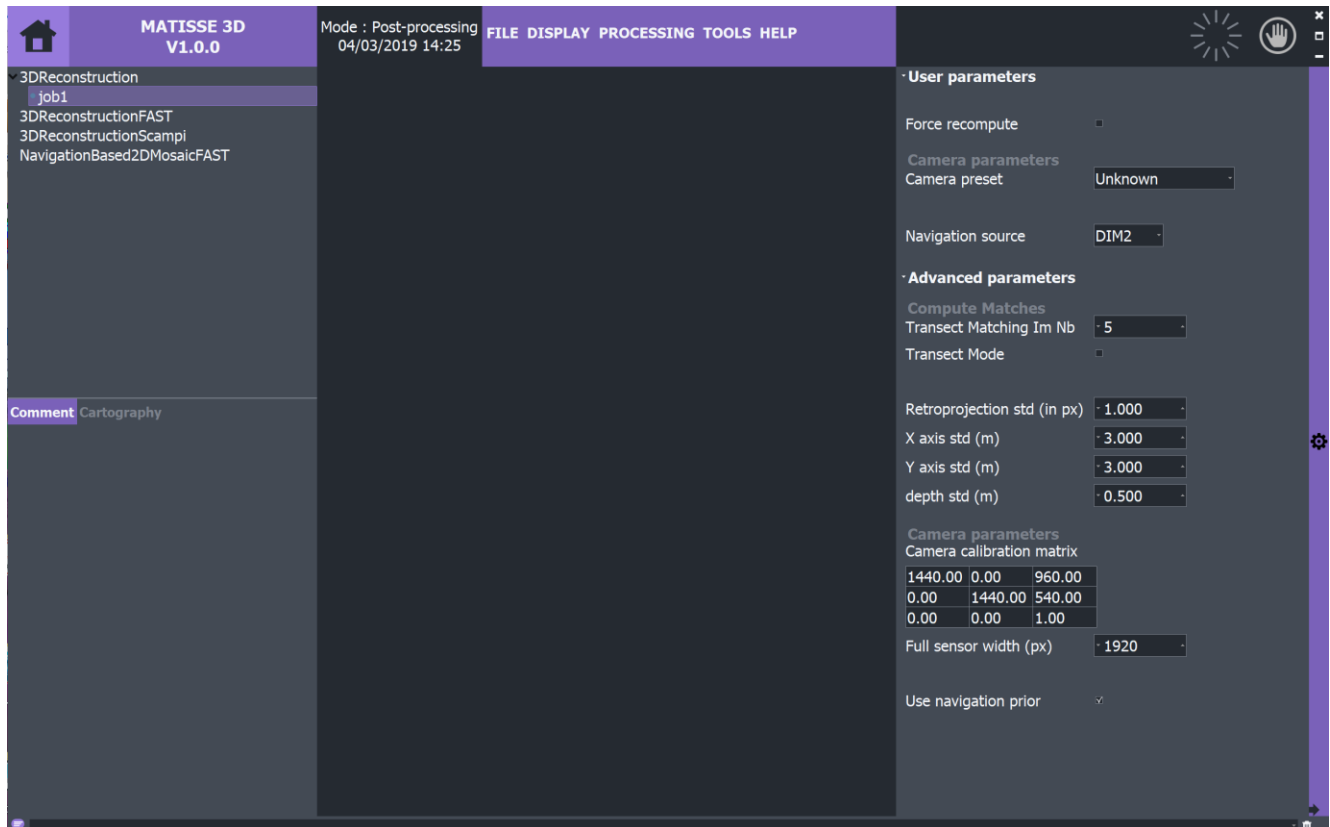 MATISSE 3D
V1.0.0
Mode : Post-processing
04/03/2019 14:25
FILE DISPLAY PROCESSING TOOLS HELP
3DReconstruction
job1
3DReconstructionFAST
3DReconstructionScampi
NavigationBased2DMosaicFAST
Comment Cartography
User parameters
Force recompute
Camera parameters
Camera preset Unknown
Navigation source DIM2
Advanced parameters
Compute Matches
Transect Matching Im Nb 5
Transect Mode
Retroprojection std (in px) 1.000
X axis std (m) 3.000
Y axis std (m) 3.000
depth std (m) 0.500
Camera parameters
Camera calibration matrix
1440.00 0.00 960.00
0.00 1440.00 540.00
0.00 0.00 1.00
Full sensor width (px) 1920
Use navigation prior